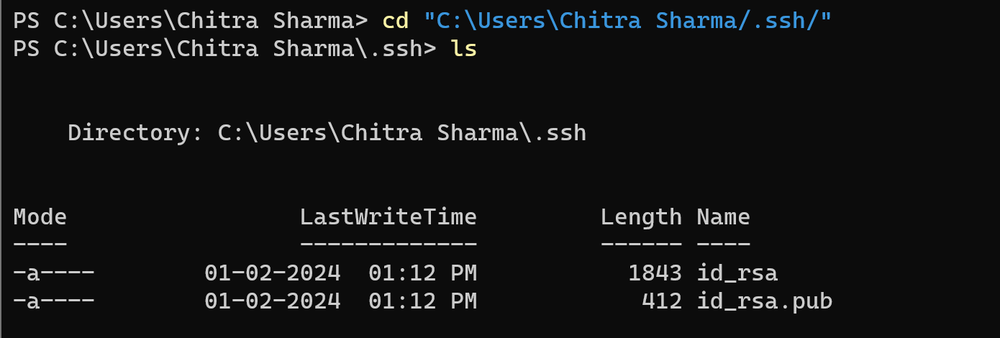 PS C:\Users\Chitra Sharma> cd "C:\Users\Chitra Sharma/.ssh/"
PS C:\Users\Chitra Sharma\.ssh> ls
Directory: C:\Users\Chitra Sharma\.ssh
Mode LastWriteTime Length Name
---- ------------- ------ ----
-a---- 01-02-2024 01:12 PM 1843 id_rsa
-a---- 01-02-2024 01:12 PM 412 id_rsa.pub